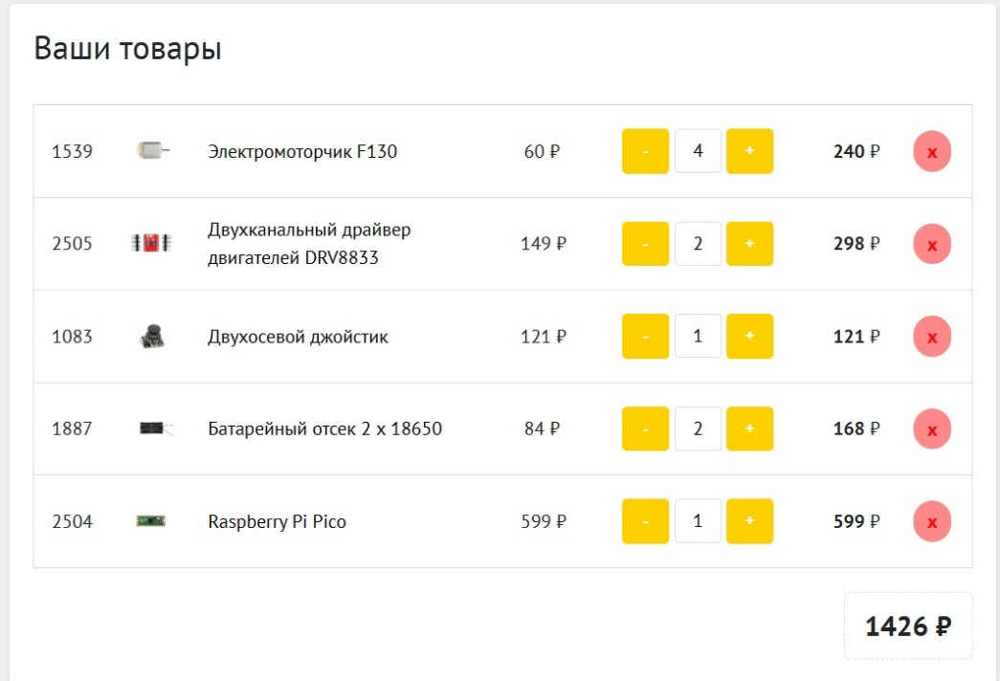 Ваши товары
1539 Электромоторчик F130 60 ₽ - 4 + 240 ₽ x
2505 Двухканальный драйвер
двигателей DRV8833 149 ₽ - 2 + 298 ₽ x
1083 Двухосевой джойстик 121 ₽ - 1 + 121 ₽ x
1887 Батарейный отсек 2 x 18650 84 ₽ - 2 + 168 ₽ x
2504 Raspberry Pi Pico 599 ₽ - 1 + 599 ₽ x
1426 ₽